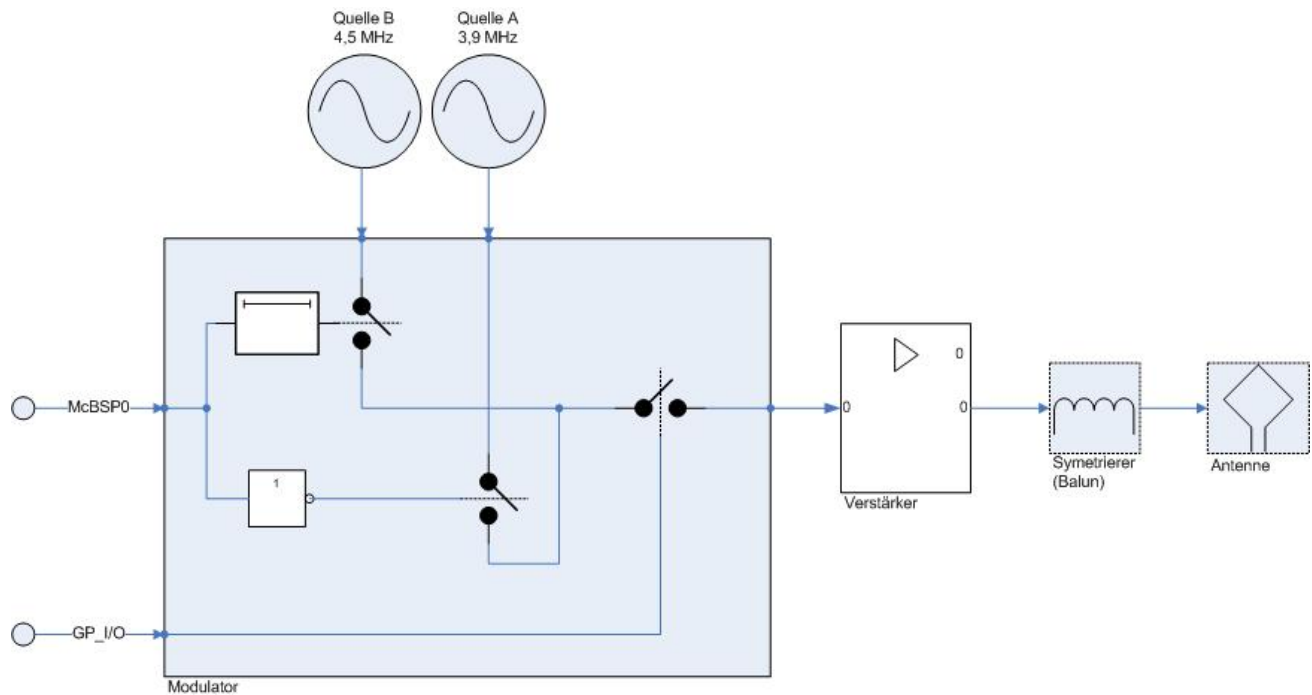 Quelle B
4,5 MHz
Quelle A
3,9 MHz
McBSP0
1
GP_I/O
Modulator
0
0
0
Verstärker
Symetrierer
(Balun)
Antenne